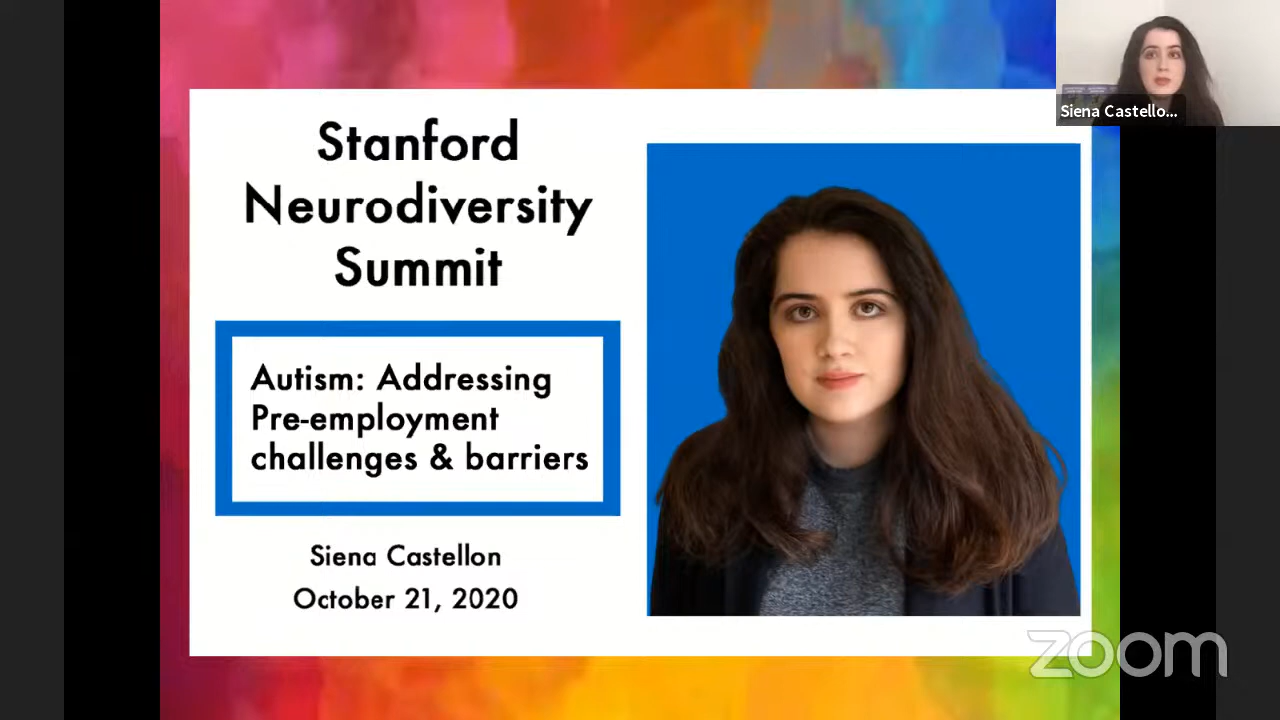 Stanford
Neurodiversity
Summit
Autism: Addressing
Pre-employment
challenges & barriers
Siena Castellon
October 21, 2020
Siena Castello...
zoom